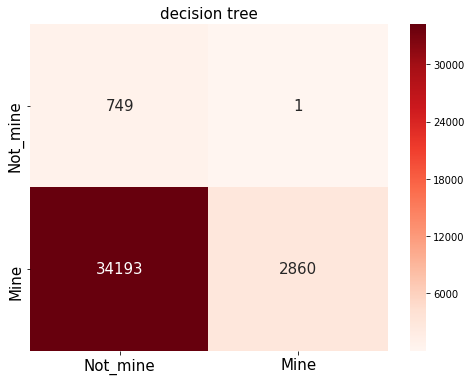 decision tree
Not_mine
749
1
Mine
34193
2860
Not_mine
Mine
30000
24000
18000
12000
6000